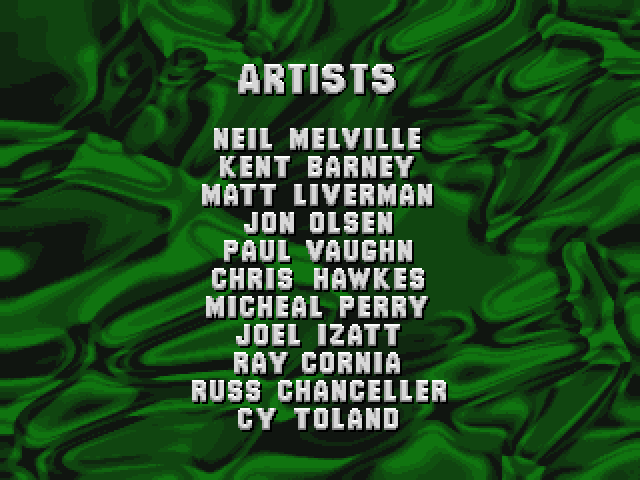 ARTISTS
NEIL MELVILLE
KENT BARNEY
MATT LIVERMAN
JON OLSEN
PAUL VAUGHN
CHRIS HAWKES
MICHEAL PERRY
JOEL IZATT
RAY CORNIA
RUSS CHANCELLER
CY TOLAND